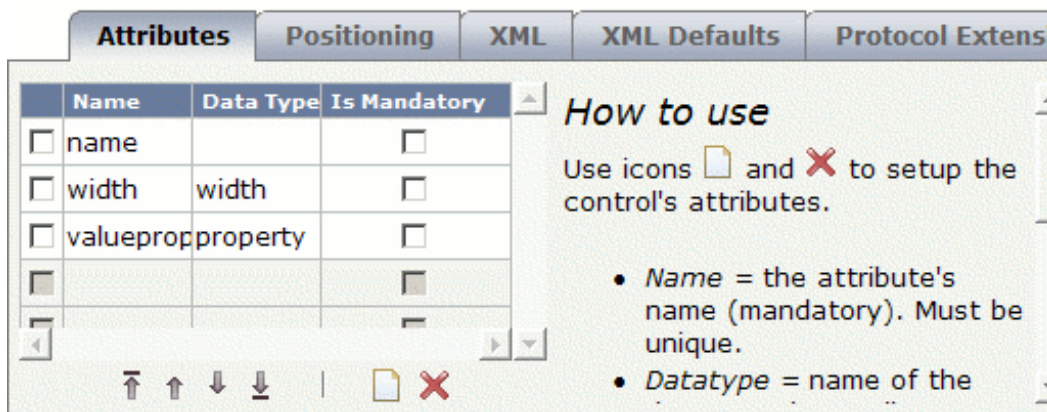 Attributes Positioning XML XML Defaults Protocol Extens
Name Data Type Is Mandatory
name
width width
valueprop property
How to use
Use icons and to setup the
control's attributes.
• Name = the attribute's
name (mandatory). Must be
unique.
• Datatype = name of the